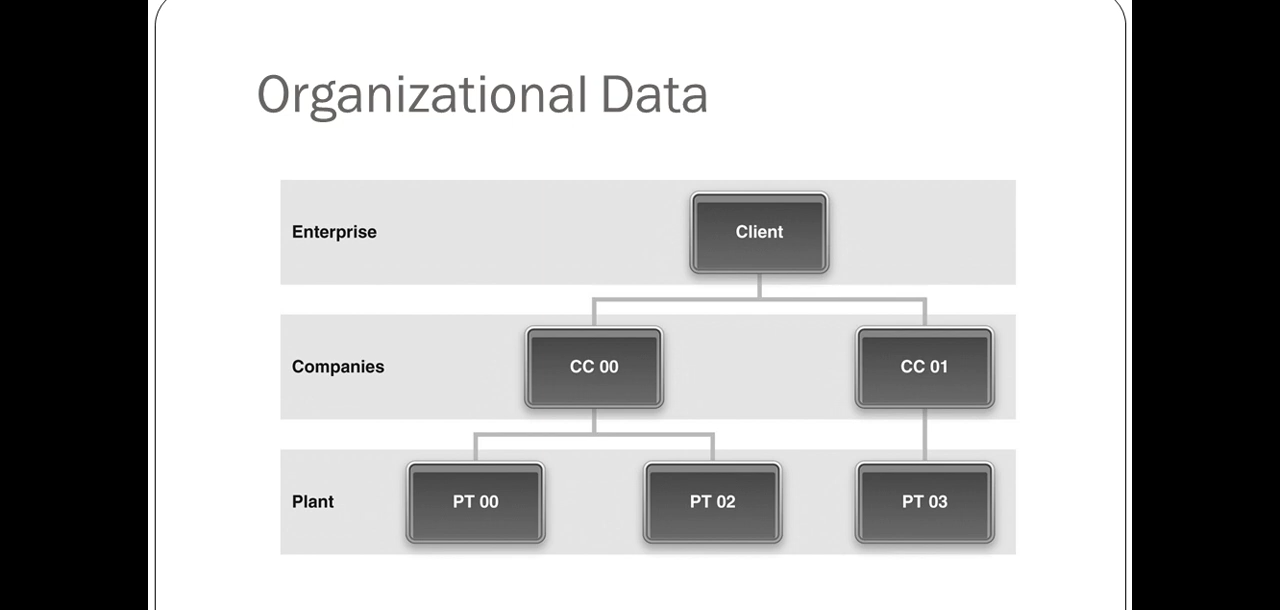 Organizational Data
Enterprise
Client
Companies
CC 00
CC 01
Plant
PT 00
PT 02
PT 03